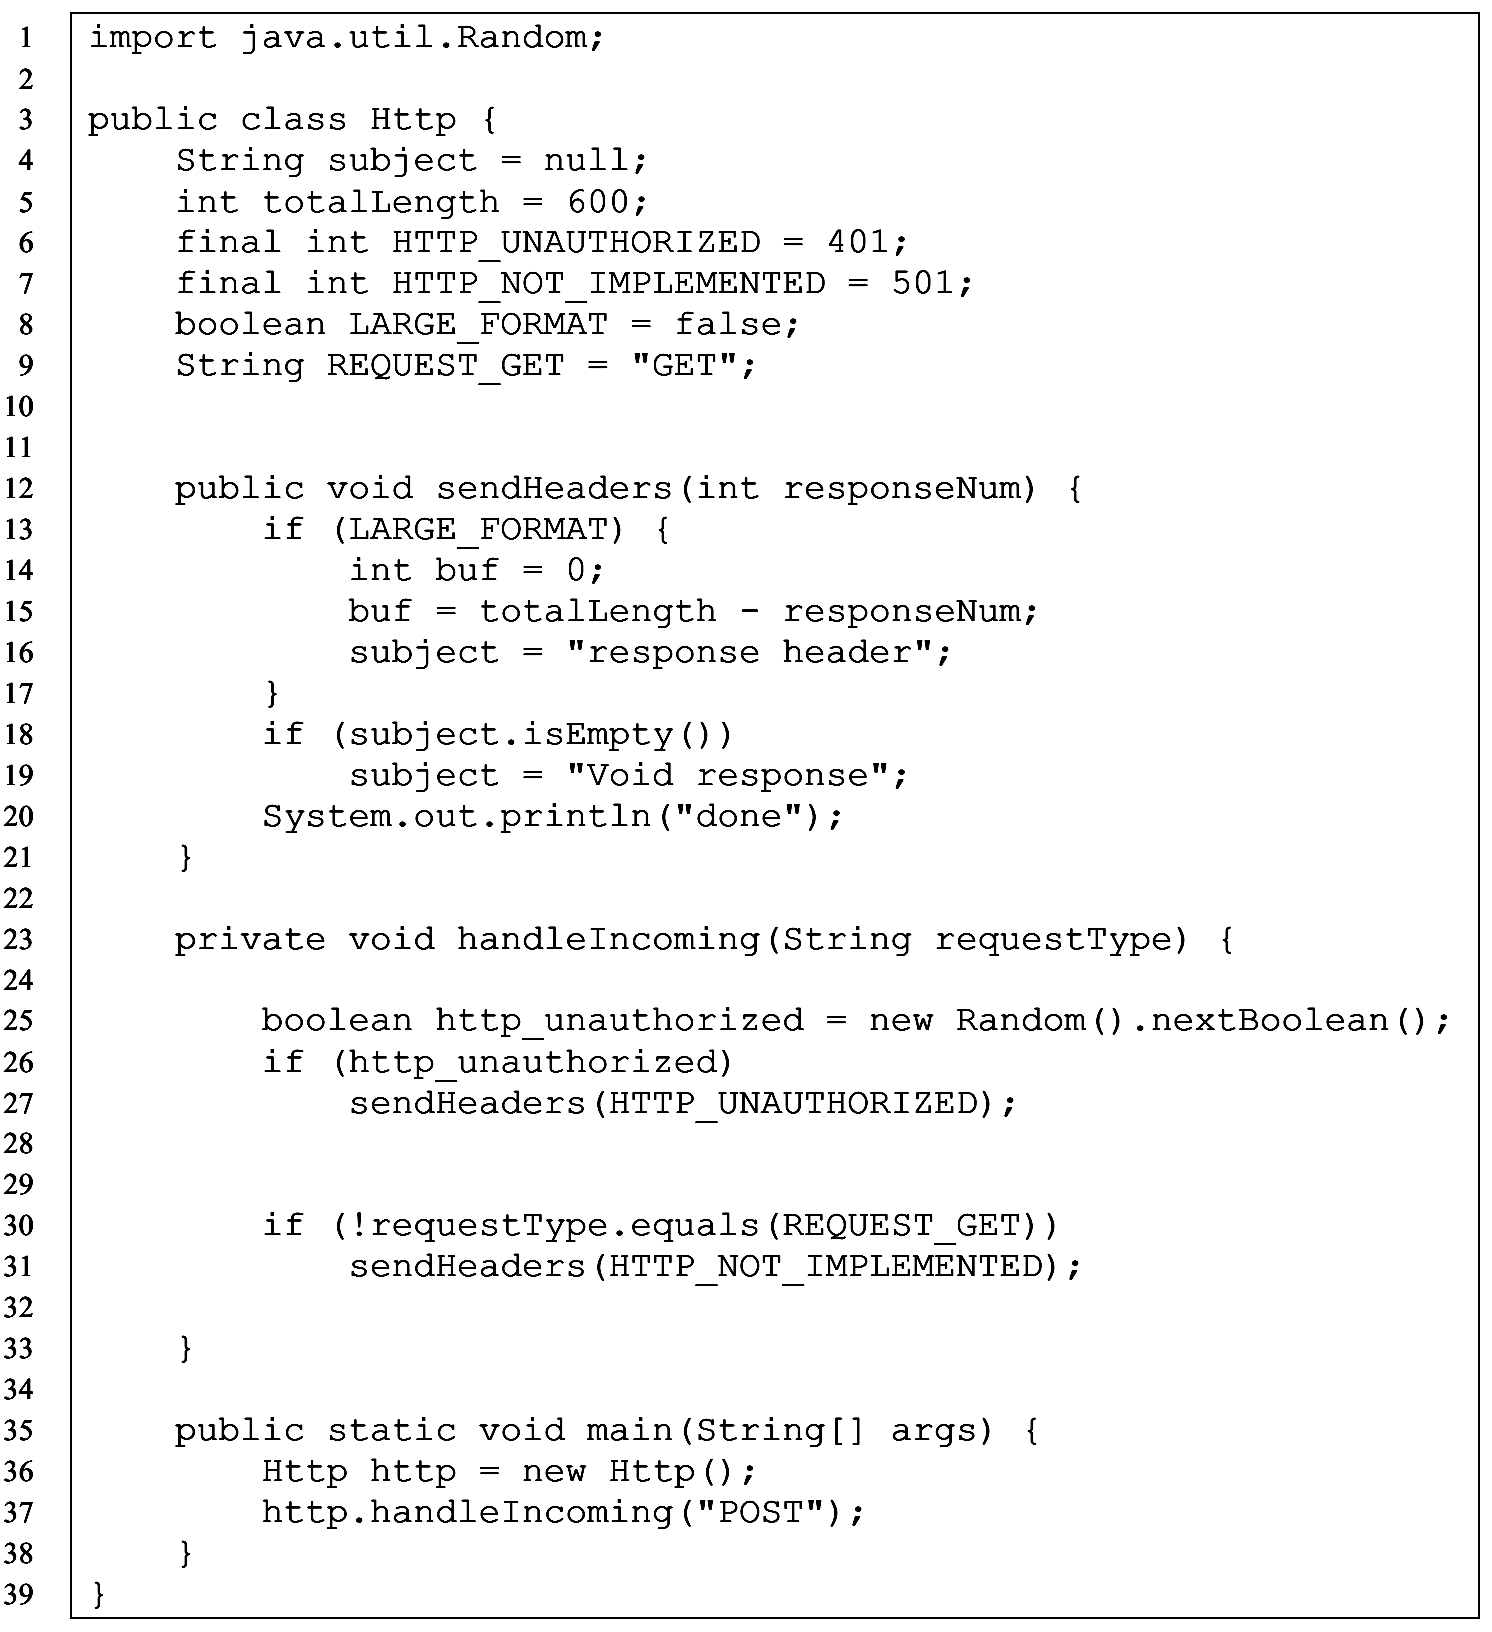 1 import java.util.Random;
2
3 public class Http {
4     String subject = null;
5     int totalLength = 600;
6     final int HTTP_UNAUTHORIZED = 401;
7     final int HTTP_NOT_IMPLEMENTED = 501;
8     boolean LARGE_FORMAT = false;
9     String REQUEST_GET = "GET";
10
11
12     public void sendHeaders(int responseNum) {
13         if (LARGE_FORMAT) {
14             int buf = 0;
15             buf = totalLength - responseNum;
16             subject = "response header";
17         }
18         if (subject.isEmpty())
19             subject = "Void response";
20         System.out.println("done");
21     }
22
23     private void handleIncoming(String requestType) {
24
25         boolean http_unauthorized = new Random().nextBoolean();
26         if (http_unauthorized)
27             sendHeaders(HTTP_UNAUTHORIZED);
28
29
30         if (!requestType.equals(REQUEST_GET))
31             sendHeaders(HTTP_NOT_IMPLEMENTED);
32
33     }
34
35     public static void main(String[] args) {
36         Http http = new Http();
37         http.handleIncoming("POST");
38     }
39 }